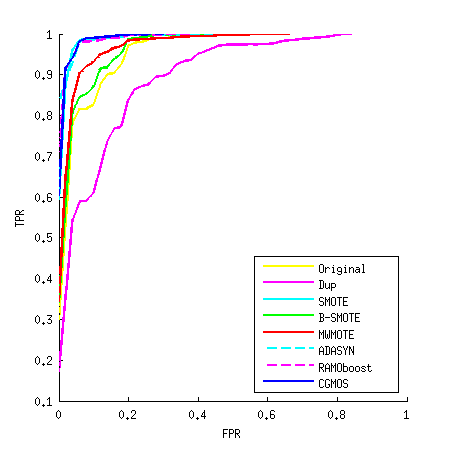 1
0.9
0.8
0.7
0.6
0.5
0.4
0.3
0.2
0.1
TPR
0 0.2 0.4 0.6 0.8 1
FPR
Original
Dup
SMOTE
B-SMOTE
MWMOTE
ADASYN
RAMOboost
CGMOS